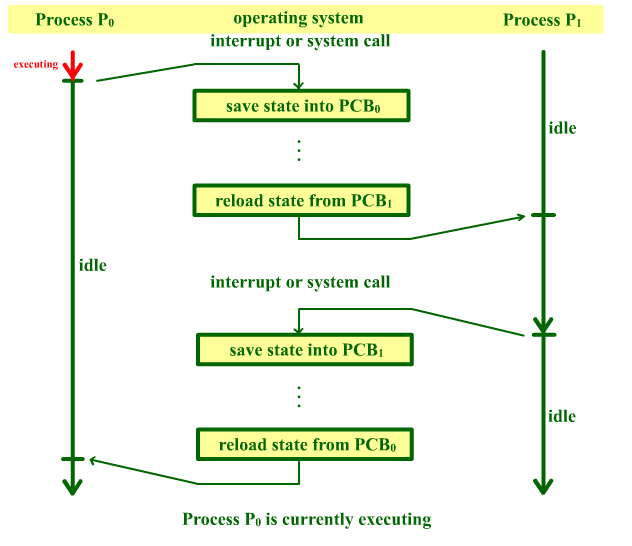 Process P₀ operating system Process P₁
interrupt or system call
executing
save state into PCB₀
idle
reload state from PCB₁
idle
interrupt or system call
save state into PCB₁
idle
reload state from PCB₀
Process P₀ is currently executing